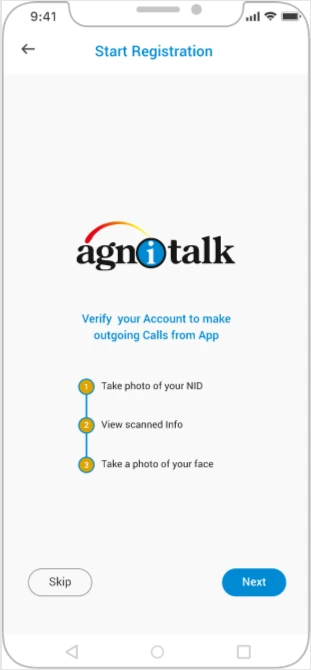 9:41
Start Registration
agnitalk
Verify your Account to make
outgoing Calls from App
1 Take photo of your NID
2 View scanned Info
3 Take a photo of your face
Skip
Next